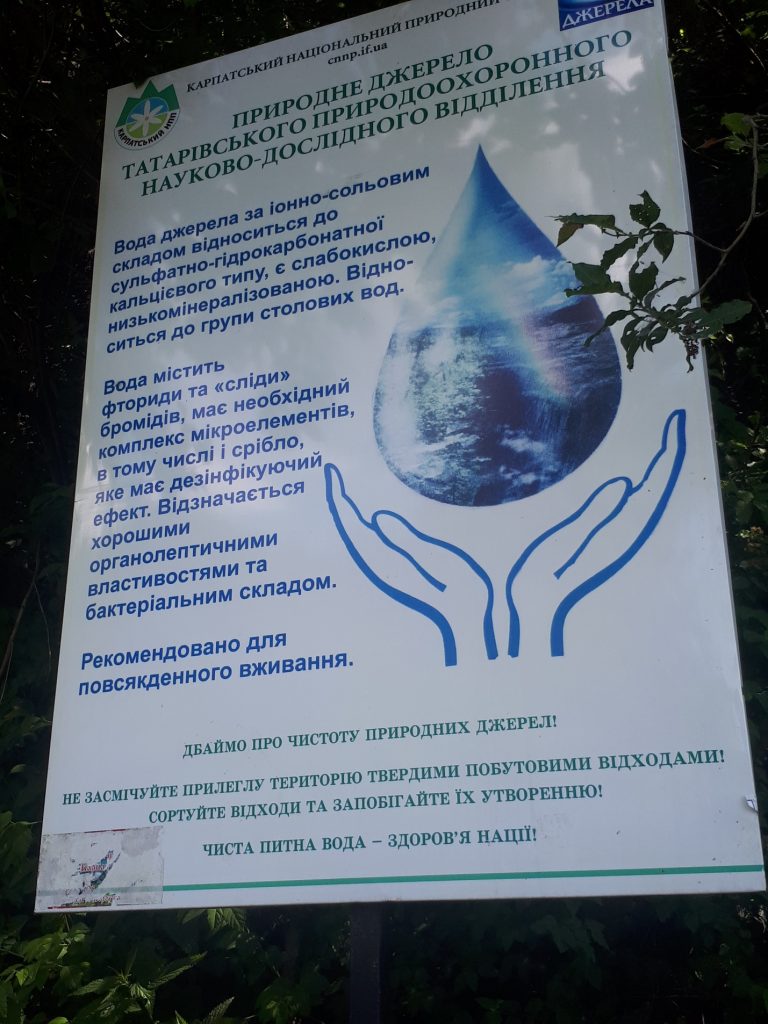 КАРПАТСЬКИЙ НАЦІОНАЛЬНИЙ ПРИРОДНИЙ
cnnp.if.ua
ДЖЕРЕЛА
КАРПАТСЬКИЙ НПП
ПРИРОДНЕ ДЖЕРЕЛО
ТАТАРІВСЬКОГО ПРИРОДООХОРОННОГО
НАУКОВО-ДОСЛІДНОГО ВІДДІЛЕННЯ
Вода джерела за іонно-сольовим
складом відноситься до
сульфатно-гідрокарбонатної
кальцієвого типу, є слабокислою,
низькомінералізованою. Відно-
ситься до групи столових вод.
Вода містить
фториди та «сліди»
бромідів, має необхідний
комплекс мікроелементів,
в тому числі і срібло,
яке має дезінфікуючий
ефект. Відзначається
хорошими
органолептичними
властивостями та
бактеріальним складом.
Рекомендовано для
повсякденного вживання.
ДБАЙМО ПРО ЧИСТОТУ ПРИРОДНИХ ДЖЕРЕЛ!
НЕ ЗАСМІЧУЙТЕ ПРИЛЕГЛУ ТЕРИТОРІЮ ТВЕРДИМИ ПОБУТОВИМИ ВІДХОДАМИ!
СОРТУЙТЕ ВІДХОДИ ТА ЗАПОБІГАЙТЕ ЇХ УТВОРЕННЮ!
ЧИСТА ПИТНА ВОДА – ЗДОРОВ'Я НАЦІЇ!